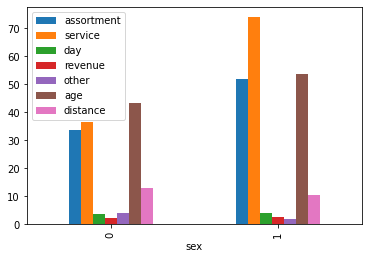 assortment
service
day
revenue
other
age
distance
70
60
50
40
30
20
10
0
0
1
sex